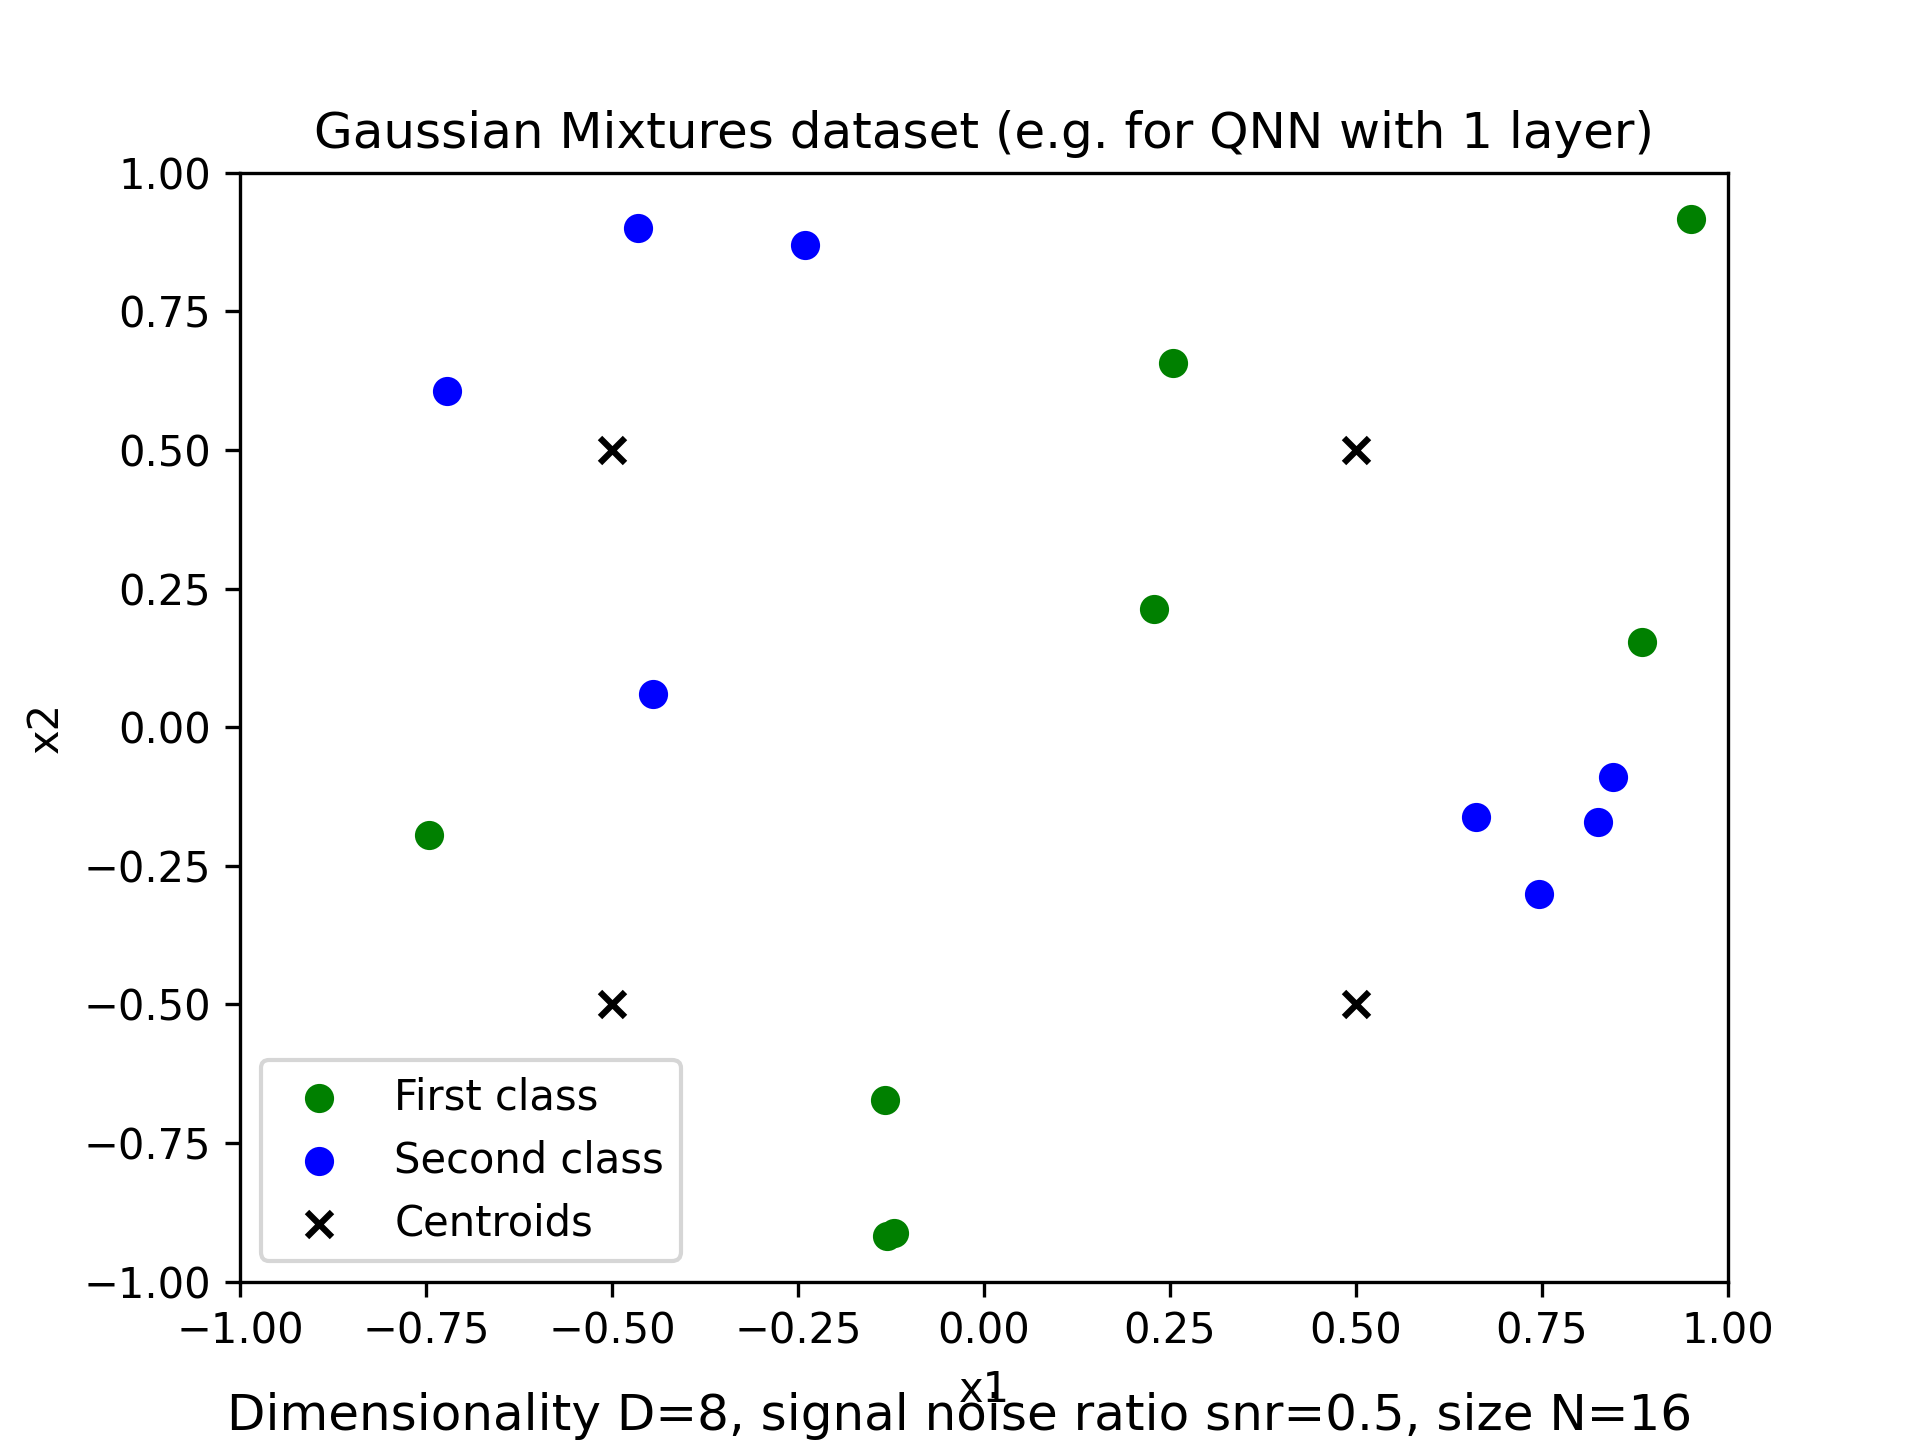 Gaussian Mixtures dataset (e.g. for QNN with 1 layer)
1.00
0.75
0.50
0.25
0.00
−0.25
−0.50
−0.75
−1.00
x2
First class
Second class
Centroids
−1.00 −0.75 −0.50 −0.25 0.00 0.25 0.50 0.75 1.00
x1
Dimensionality D=8, signal noise ratio snr=0.5, size N=16